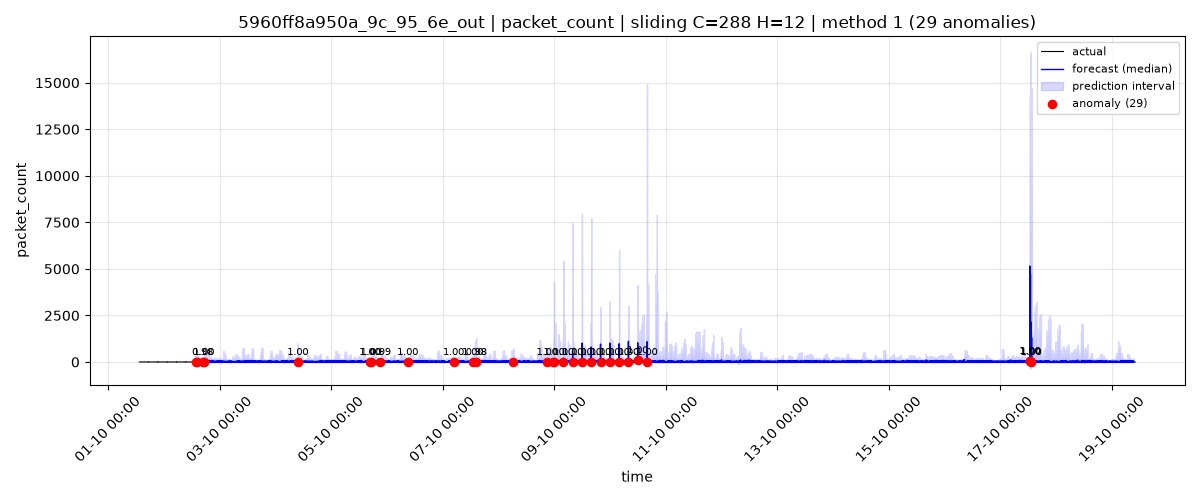 5960ff8a950a_9c_95_6e_out | packet_count | sliding C=288 H=12 | method 1 (29 anomalies)
actual
forecast (median)
prediction interval
anomaly (29)
packet_count
15000
12500
10000
7500
5000
2500
0
1.00
1.00
1.00
01-10 00:00
03-10 00:00
05-10 00:00
07-10 00:00
09-10 00:00
11-10 00:00
13-10 00:00
15-10 00:00
17-10 00:00
19-10 00:00
time